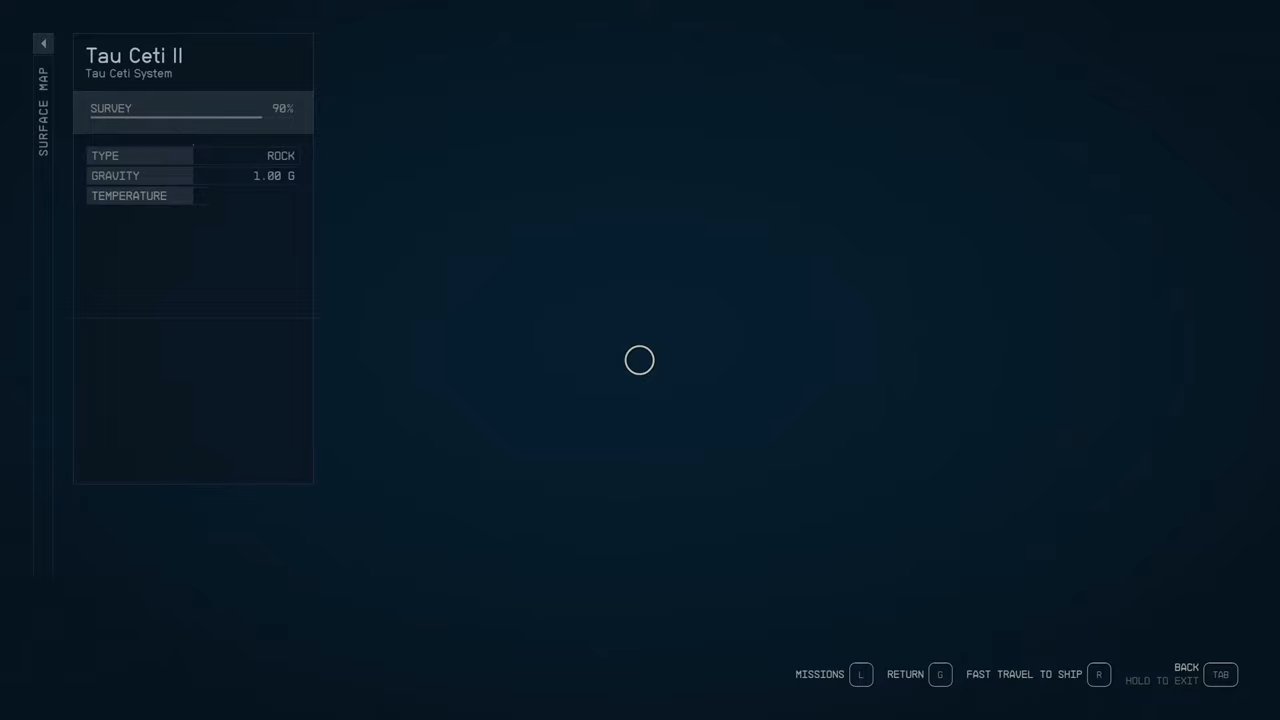 Tau Ceti II
Tau Ceti System
SURFACE MAP
SURVEY 90%
TYPE ROCK
GRAVITY 1.00 G
TEMPERATURE
MISSIONS L RETURN G FAST TRAVEL TO SHIP R BACK TAB
HOLD TO EXIT